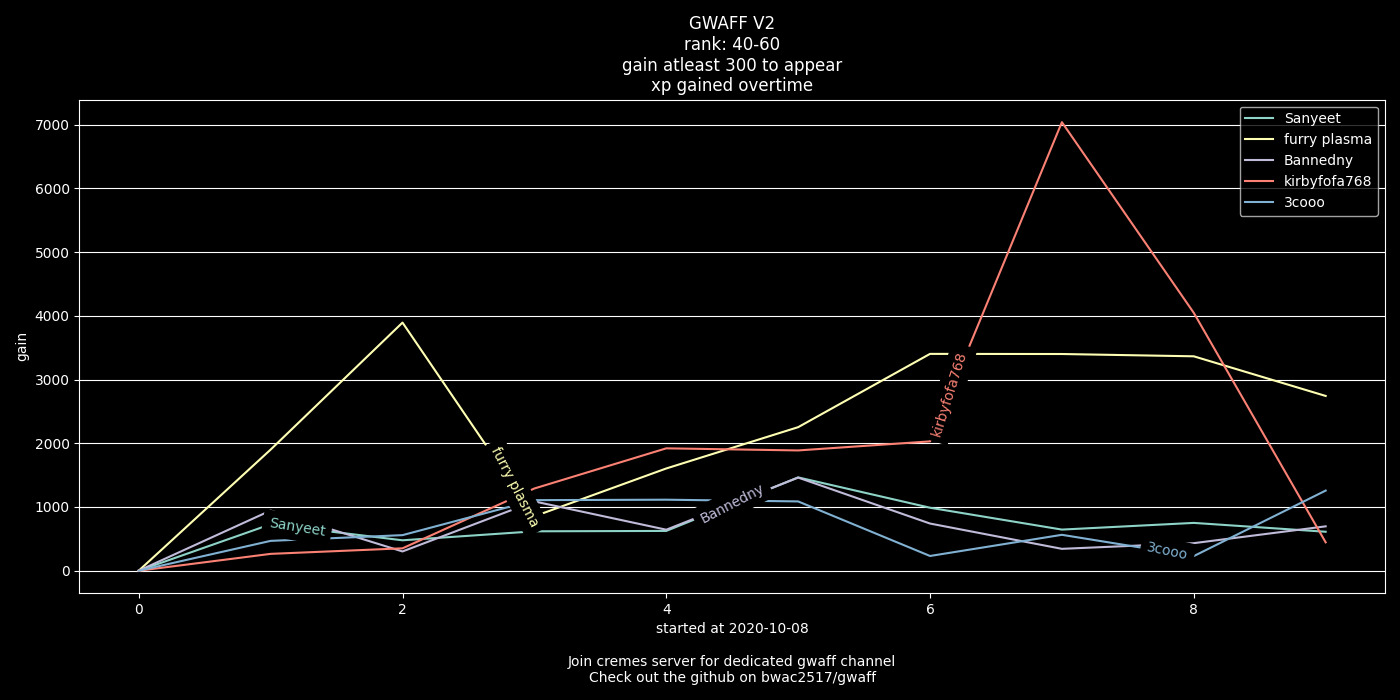 GWAFF V2
rank: 40-60
gain atleast 300 to appear
xp gained overtime
7000
6000
5000
4000
3000
2000
1000
0
gain
Sanyeet
furry plasma
Bannedny
kirbyfofa768
3cooo
Sanyeet
furry plasma
Bannedny
kirbyfofa768
3cooo
0 2 4 6 8
started at 2020-10-08
Join cremes server for dedicated gwaff channel
Check out the github on bwac2517/gwaff